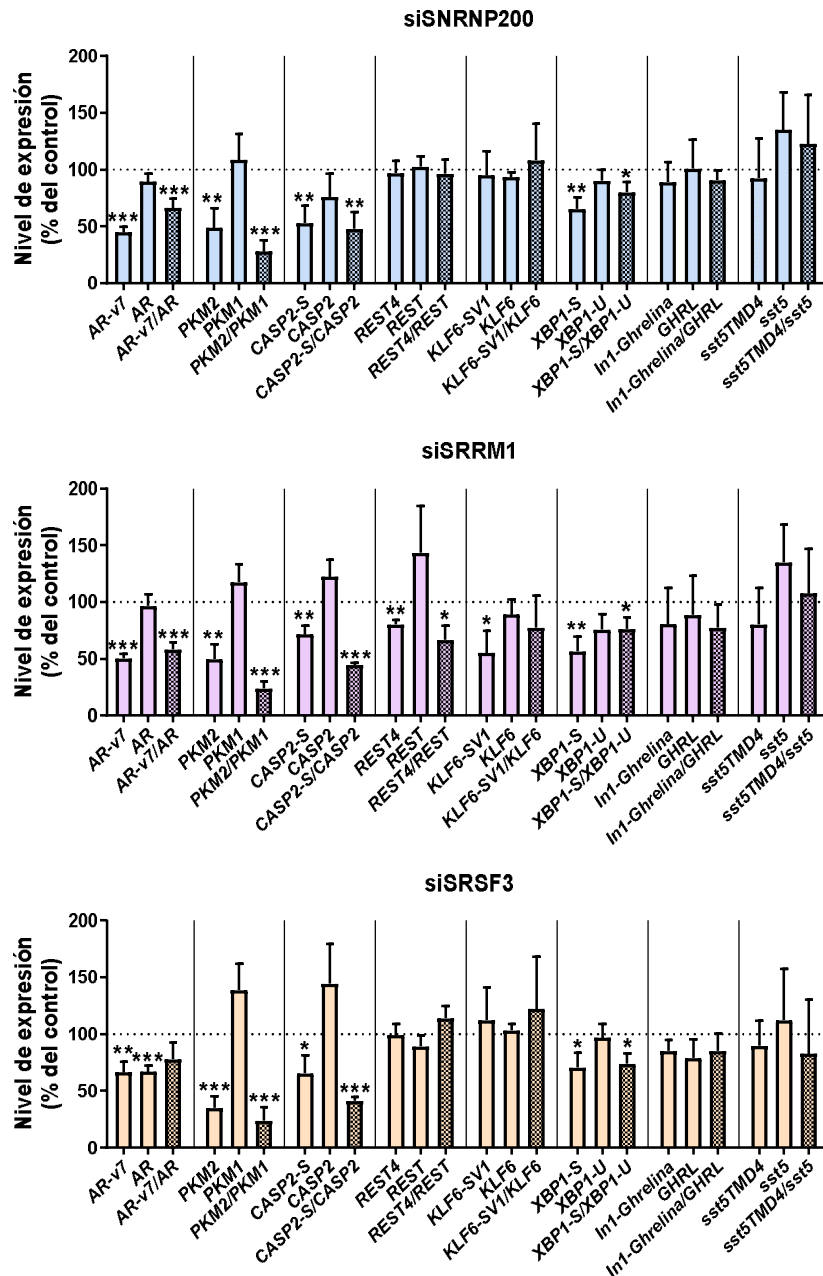 siSNRNP200
Nivel de expresión
(% del control)
200
150
100
50
0
*** *** ** *** ** ** ** *
AR-v7
AR
AR-v7/AR
PKM2
PKM1
PKM2/PKM1
CASP2-S
CASP2
CASP2-S/CASP2
REST4
REST
REST4/REST
KLF6-SV1
KLF6
KLF6-SV1/KLF6
XBP1-S
XBP1-U
XBP1-S/XBP1-U
In1-Ghrelina
GHRL
In1-Ghrelina/GHRL
sst5TMD4
sst5
sst5TMD4/sst5
siSRRM1
Nivel de expresión
(% del control)
200
150
100
50
0
*** *** ** *** ** *** ** * * ** *
AR-v7
AR
AR-v7/AR
PKM2
PKM1
PKM2/PKM1
CASP2-S
CASP2
CASP2-S/CASP2
REST4
REST
REST4/REST
KLF6-SV1
KLF6
KLF6-SV1/KLF6
XBP1-S
XBP1-U
XBP1-S/XBP1-U
In1-Ghrelina
GHRL
In1-Ghrelina/GHRL
sst5TMD4
sst5
sst5TMD4/sst5
siSRSF3
Nivel de expresión
(% del control)
200
150
100
50
0
** *** *** *** * *** * *
AR-v7
AR
AR-v7/AR
PKM2
PKM1
PKM2/PKM1
CASP2-S
CASP2
CASP2-S/CASP2
REST4
REST
REST4/REST
KLF6-SV1
KLF6
KLF6-SV1/KLF6
XBP1-S
XBP1-U
XBP1-S/XBP1-U
In1-Ghrelina
GHRL
In1-Ghrelina/GHRL
sst5TMD4
sst5
sst5TMD4/sst5